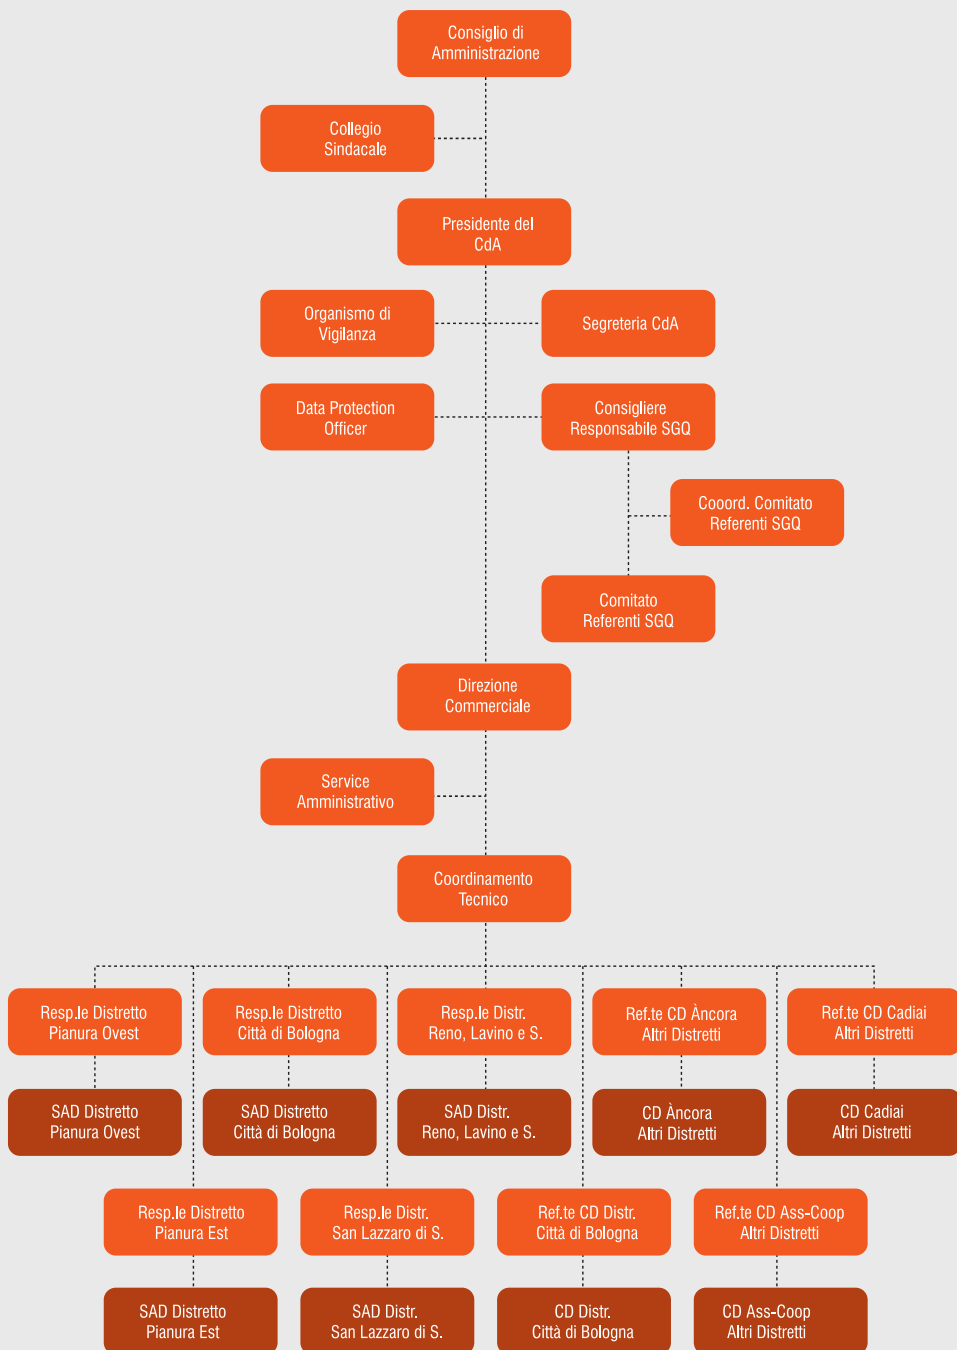 Consiglio di
Amministrazione
Collegio
Sindacale
Presidente del
CdA
Organismo di
Vigilanza
Segreteria CdA
Data Protection
Officer
Consigliere
Responsabile SGQ
Cooord. Comitato
Referenti SGQ
Comitato
Referenti SGQ
Direzione
Commerciale
Service
Amministrativo
Coordinamento
Tecnico
Resp.le Distretto
Pianura Ovest
Resp.le Distretto
Città di Bologna
Resp.le Distr.
Reno, Lavino e S.
Ref.te CD Àncora
Altri Distretti
Ref.te CD Cadiai
Altri Distretti
SAD Distretto
Pianura Ovest
SAD Distretto
Città di Bologna
SAD Distr.
Reno, Lavino e S.
CD Àncora
Altri Distretti
CD Cadiai
Altri Distretti
Resp.le Distretto
Pianura Est
Resp.le Distr.
San Lazzaro di S.
Ref.te CD Distr.
Città di Bologna
Ref.te CD Ass-Coop
Altri Distretti
SAD Distretto
Pianura Est
SAD Distr.
San Lazzaro di S.
CD Distr.
Città di Bologna
CD Ass-Coop
Altri Distretti